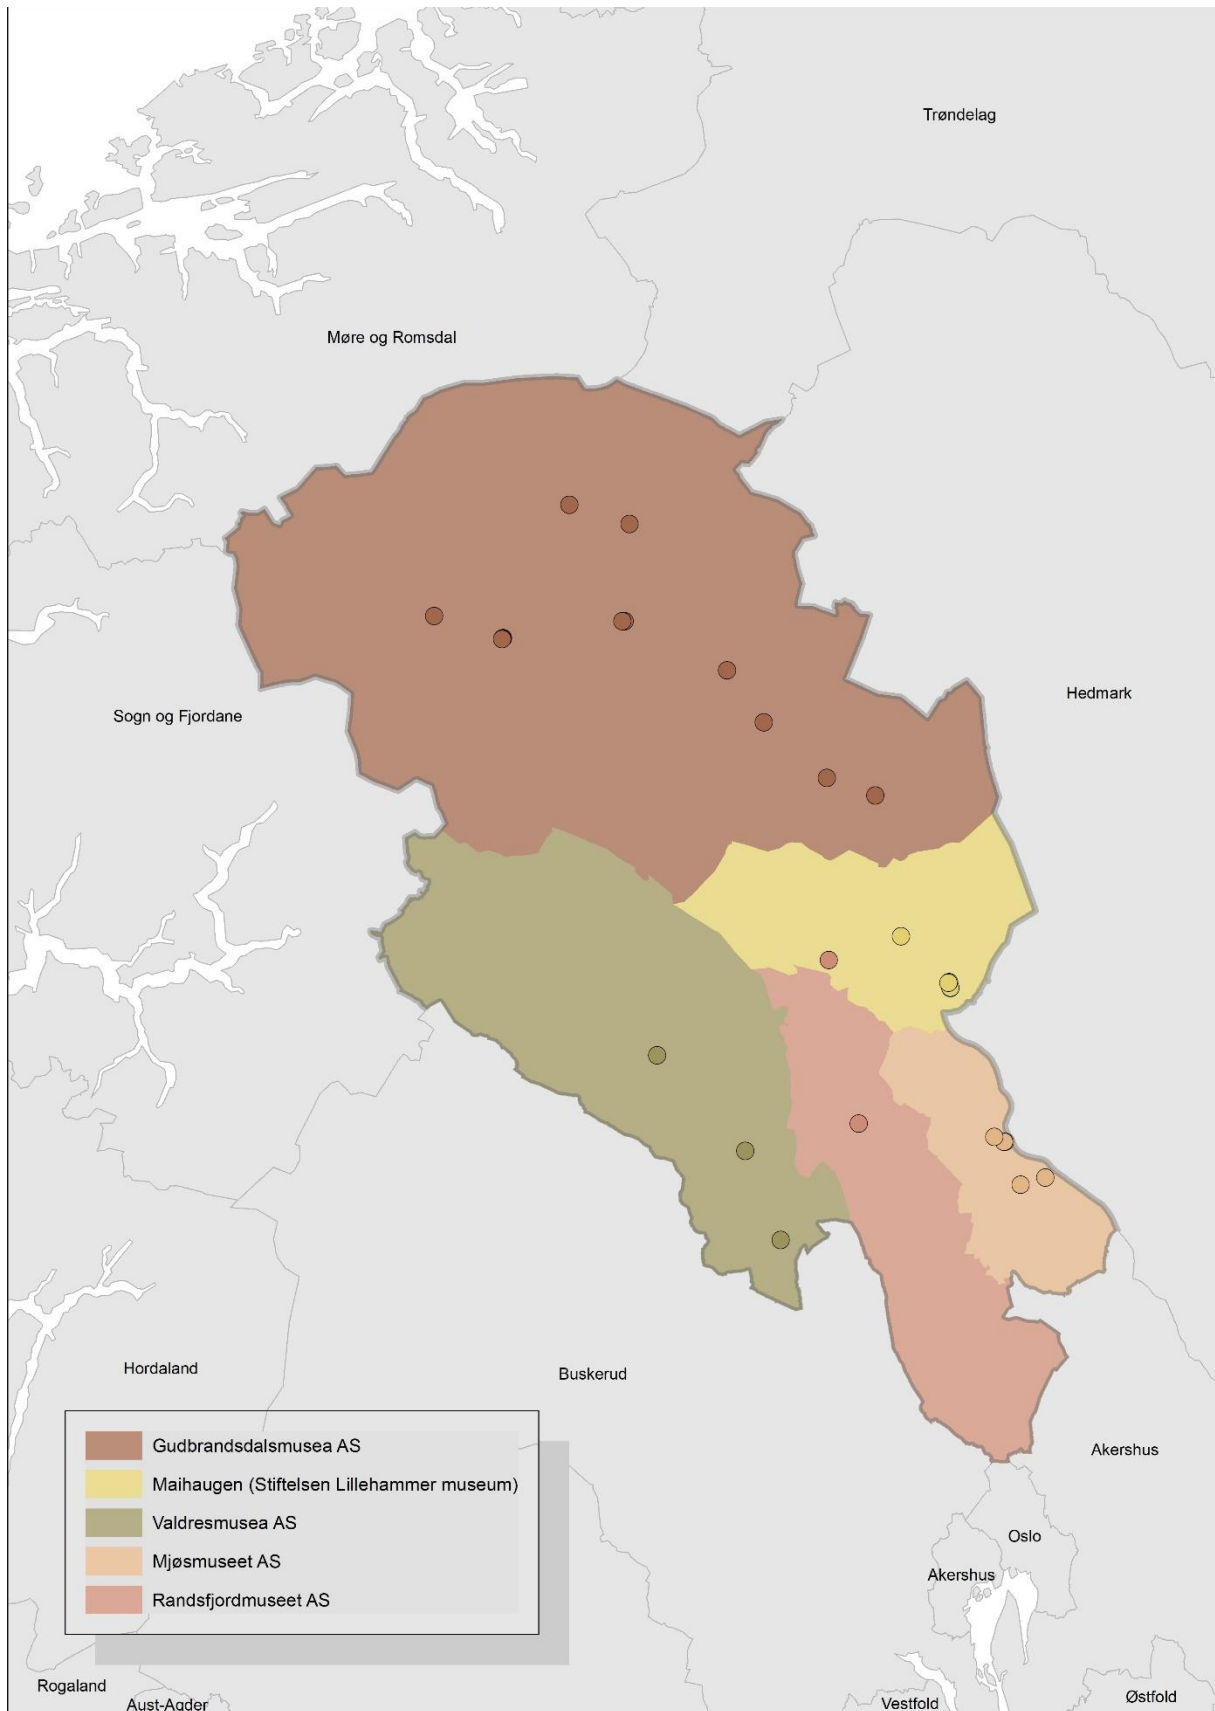 Trøndelag
Møre og Romsdal
Hedmark
Sogn og Fjordane
Hordaland
Buskerud
Akershus
Gudbrandsdalsmusea AS
Maihaugen (Stiftelsen Lillehammer museum)
Valdresmusea AS
Mjøsmuseet AS
Randsfjordmuseet AS
Oslo
Akershus
Rogaland
Aust-Agder
Vestfold
Østfold